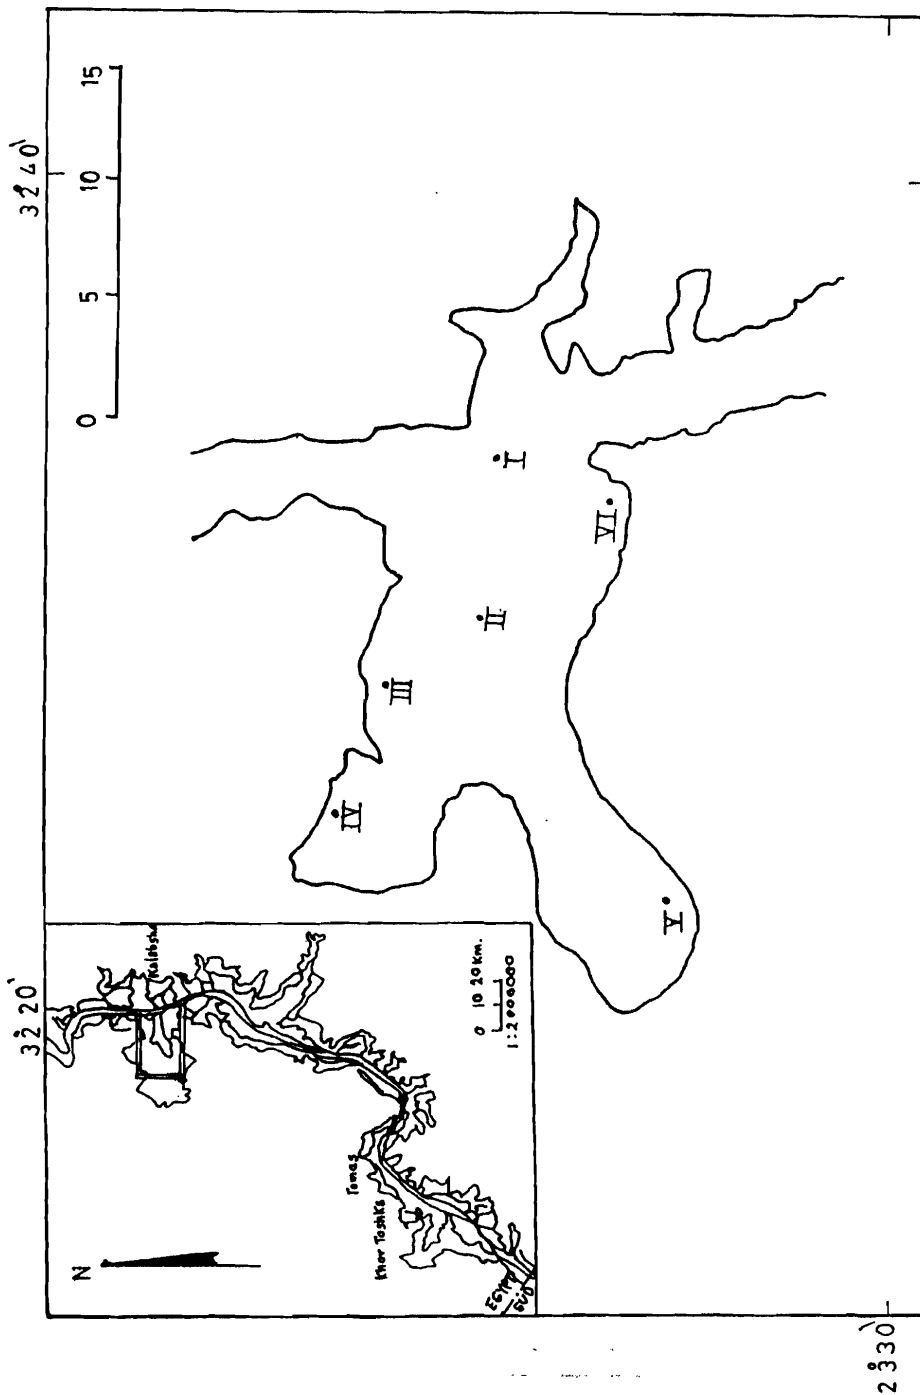 32° 40'
0 5 10 15
I
II
III
IV
V
VI
32° 20'
23° 30'
N
Kalabsha
Tomas
Khor Toshka
0 10 20 Km.
1:2000000